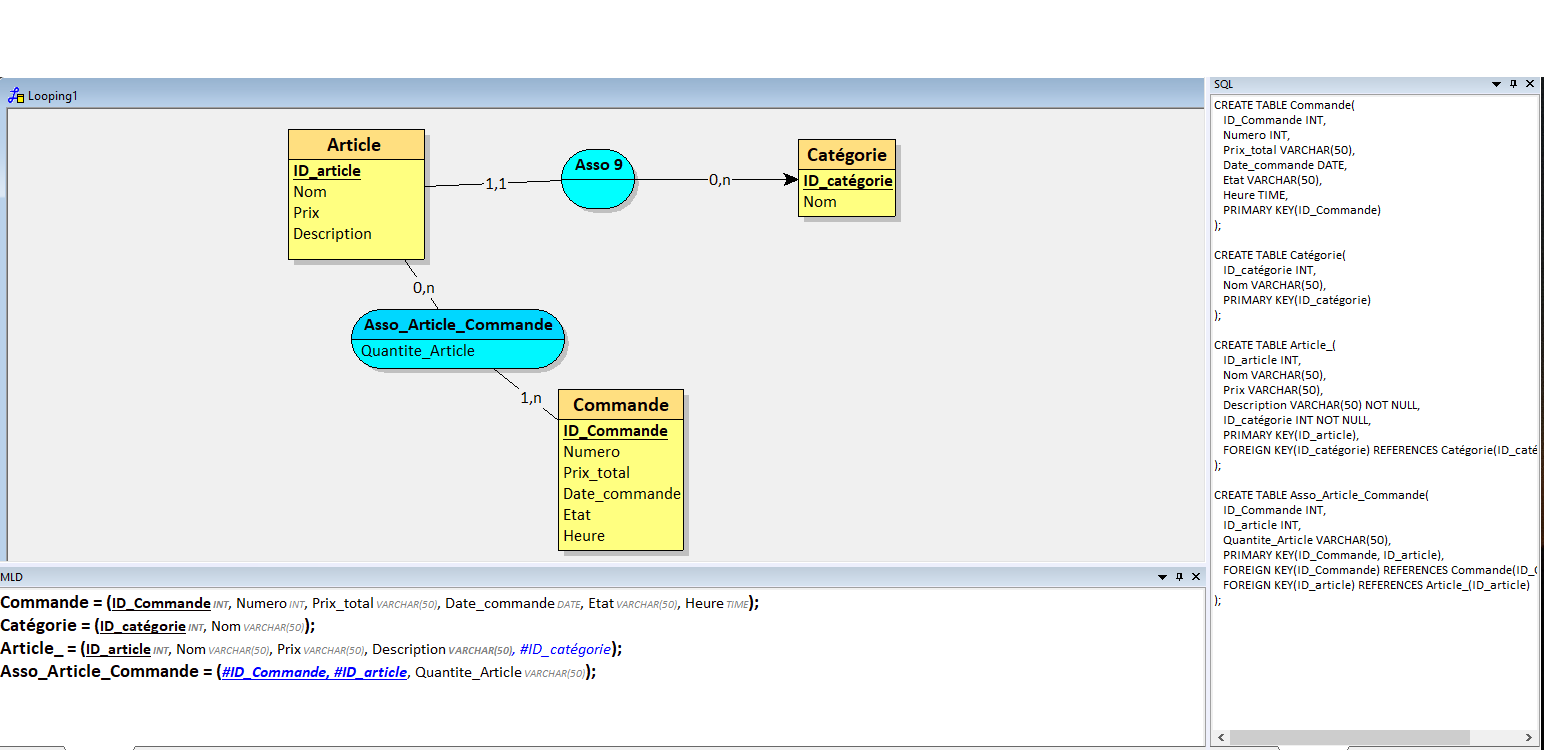 Looping1
Article
ID_article
Nom
Prix
Description
1,1
Asso 9
0,n
Catégorie
ID_catégorie
Nom
0,n
Asso_Article_Commande
Quantite_Article
1,n
Commande
ID_Commande
Numero
Prix_total
Date_commande
Etat
Heure
MLD
Commande = (ID_Commande INT, Numero INT, Prix_total VARCHAR(50), Date_commande DATE, Etat VARCHAR(50), Heure TIME);
Catégorie = (ID_catégorie INT, Nom VARCHAR(50));
Article_ = (ID_article INT, Nom VARCHAR(50), Prix VARCHAR(50), Description VARCHAR(50), #ID_catégorie);
Asso_Article_Commande = (#ID_Commande, #ID_article, Quantite_Article VARCHAR(50));
SQL
CREATE TABLE Commande(
ID_Commande INT,
Numero INT,
Prix_total VARCHAR(50),
Date_commande DATE,
Etat VARCHAR(50),
Heure TIME,
PRIMARY KEY(ID_Commande)
);
CREATE TABLE Catégorie(
ID_catégorie INT,
Nom VARCHAR(50),
PRIMARY KEY(ID_catégorie)
);
CREATE TABLE Article_(
ID_article INT,
Nom VARCHAR(50),
Prix VARCHAR(50),
Description VARCHAR(50) NOT NULL,
ID_catégorie INT NOT NULL,
PRIMARY KEY(ID_article),
FOREIGN KEY(ID_catégorie) REFERENCES Catégorie(ID_caté
);
CREATE TABLE Asso_Article_Commande(
ID_Commande INT,
ID_article INT,
Quantite_Article VARCHAR(50),
PRIMARY KEY(ID_Commande, ID_article),
FOREIGN KEY(ID_Commande) REFERENCES Commande(ID_
FOREIGN KEY(ID_article) REFERENCES Article_(ID_article)
);